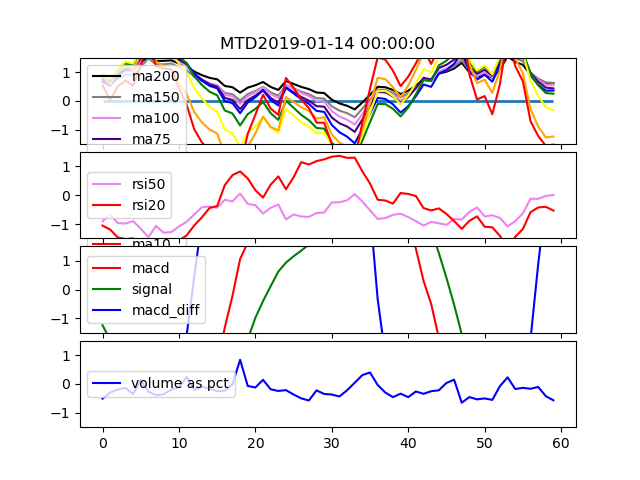 MTD2019-01-14 00:00:00
1
0
−1
ma200
ma150
ma100
ma75
1
0
−1
rsi50
rsi20
ma10
1
0
−1
macd
signal
macd_diff
1
0
−1
volume as pct
0 10 20 30 40 50 60